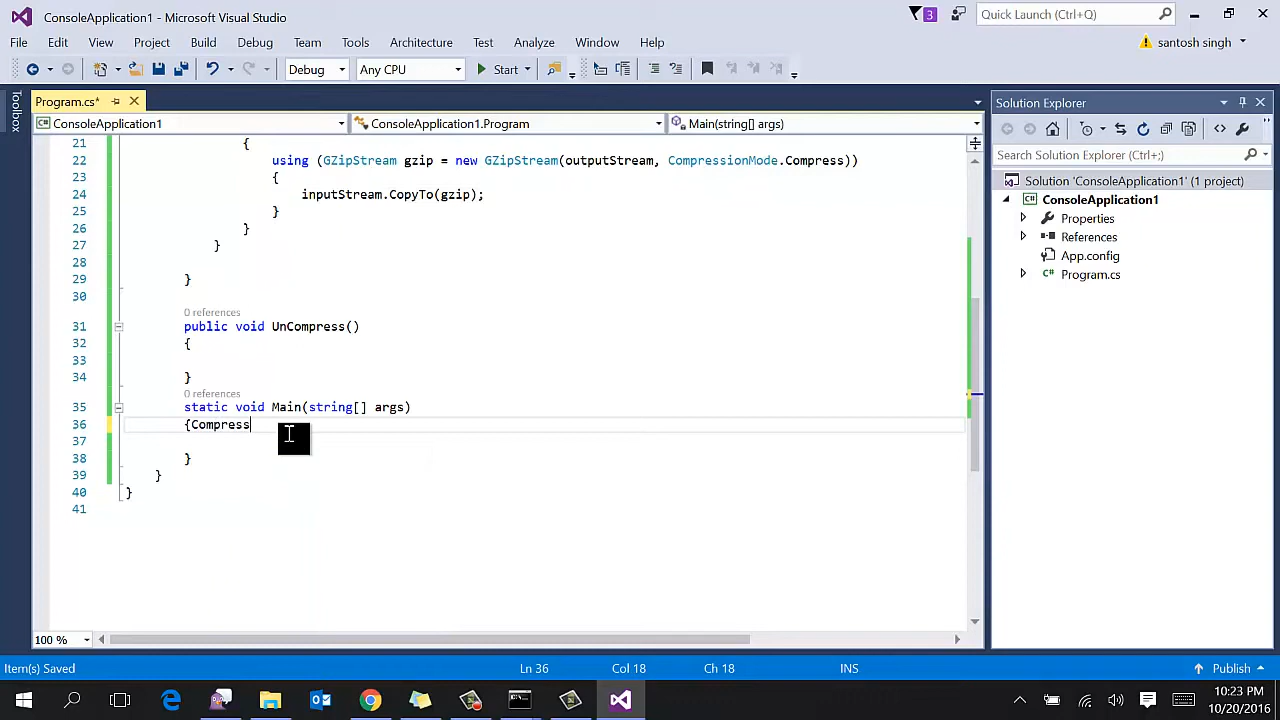 ConsoleApplication1 - Microsoft Visual Studio
3
Quick Launch (Ctrl+Q)
File Edit View Project Build Debug Team Tools Architecture Test Analyze Window Help
santosh singh
Debug Any CPU Start
Toolbox
Program.cs*
Solution Explorer
ConsoleApplication1 ConsoleApplication1.Program Main(string[] args)
Search Solution Explorer (Ctrl+;)
Solution 'ConsoleApplication1' (1 project)
ConsoleApplication1
Properties
References
App.config
C# Program.cs
21 {
22 using (GZipStream gzip = new GZipStream(outputStream, CompressionMode.Compress))
23 {
24 inputStream.CopyTo(gzip);
25 }
26 }
27 }
28
29 }
30
0 references
31 public void UnCompress()
32 {
33
34 }
0 references
35 static void Main(string[] args)
36 {Compress
37
38 }
39 }
40 }
41
100 %
Item(s) Saved Ln 36 Col 18 Ch 18 INS Publish
10:23 PM
10/20/2016